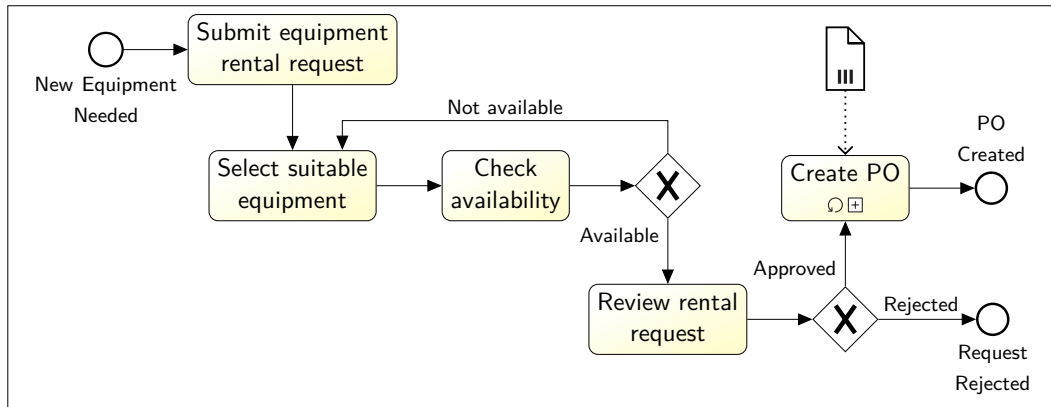 Submit equipment
rental request
New Equipment
Needed
Not available
Select suitable
equipment
Check
availability
Available
Review rental
request
Approved
Create PO
PO
Created
Rejected
Request
Rejected